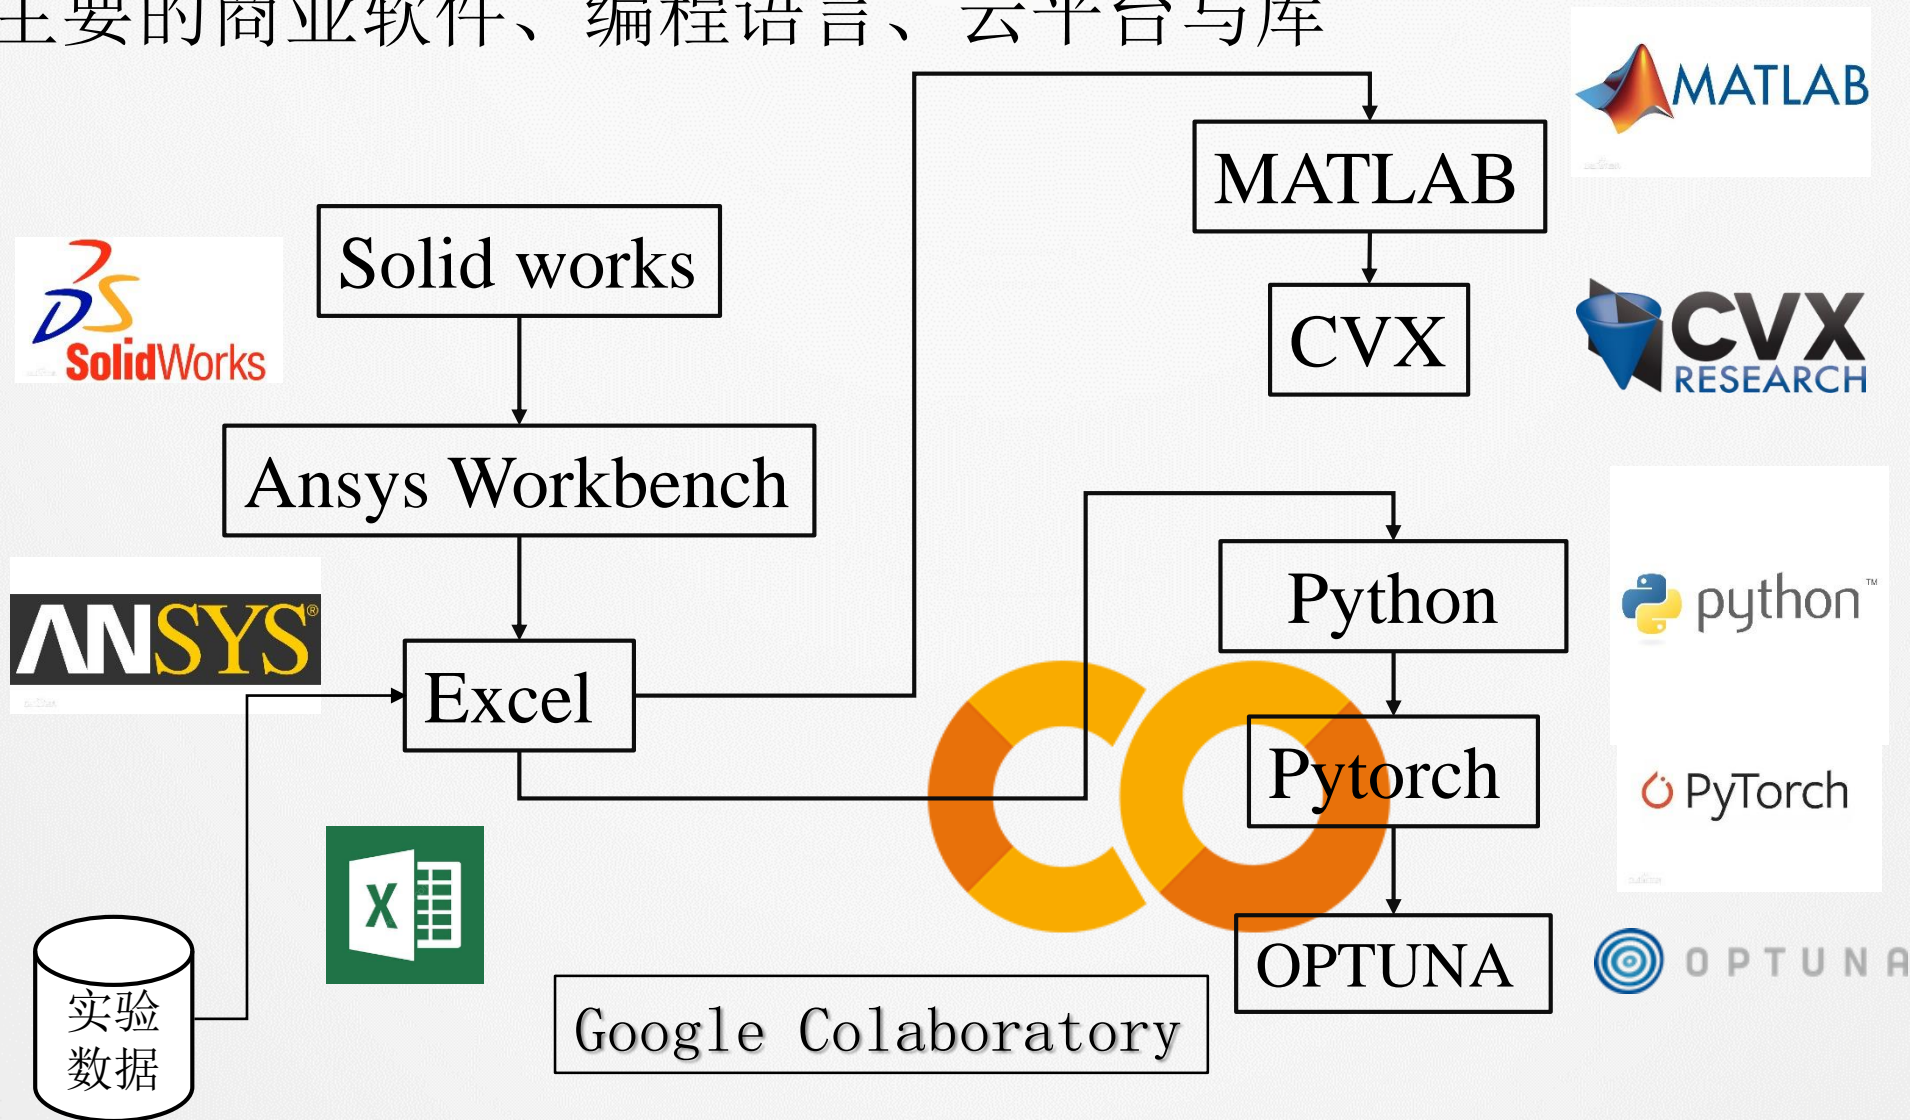 主要的商业软件、编程语言、云平台与库
MATLAB
MATLAB
Solid works
SolidWorks
CVX
CVX
RESEARCH
Ansys Workbench
Python
python™
ANSYS®
Excel
Pytorch
PyTorch
X
OPTUNA
OPTUNA
实验
数据
Google Colaboratory